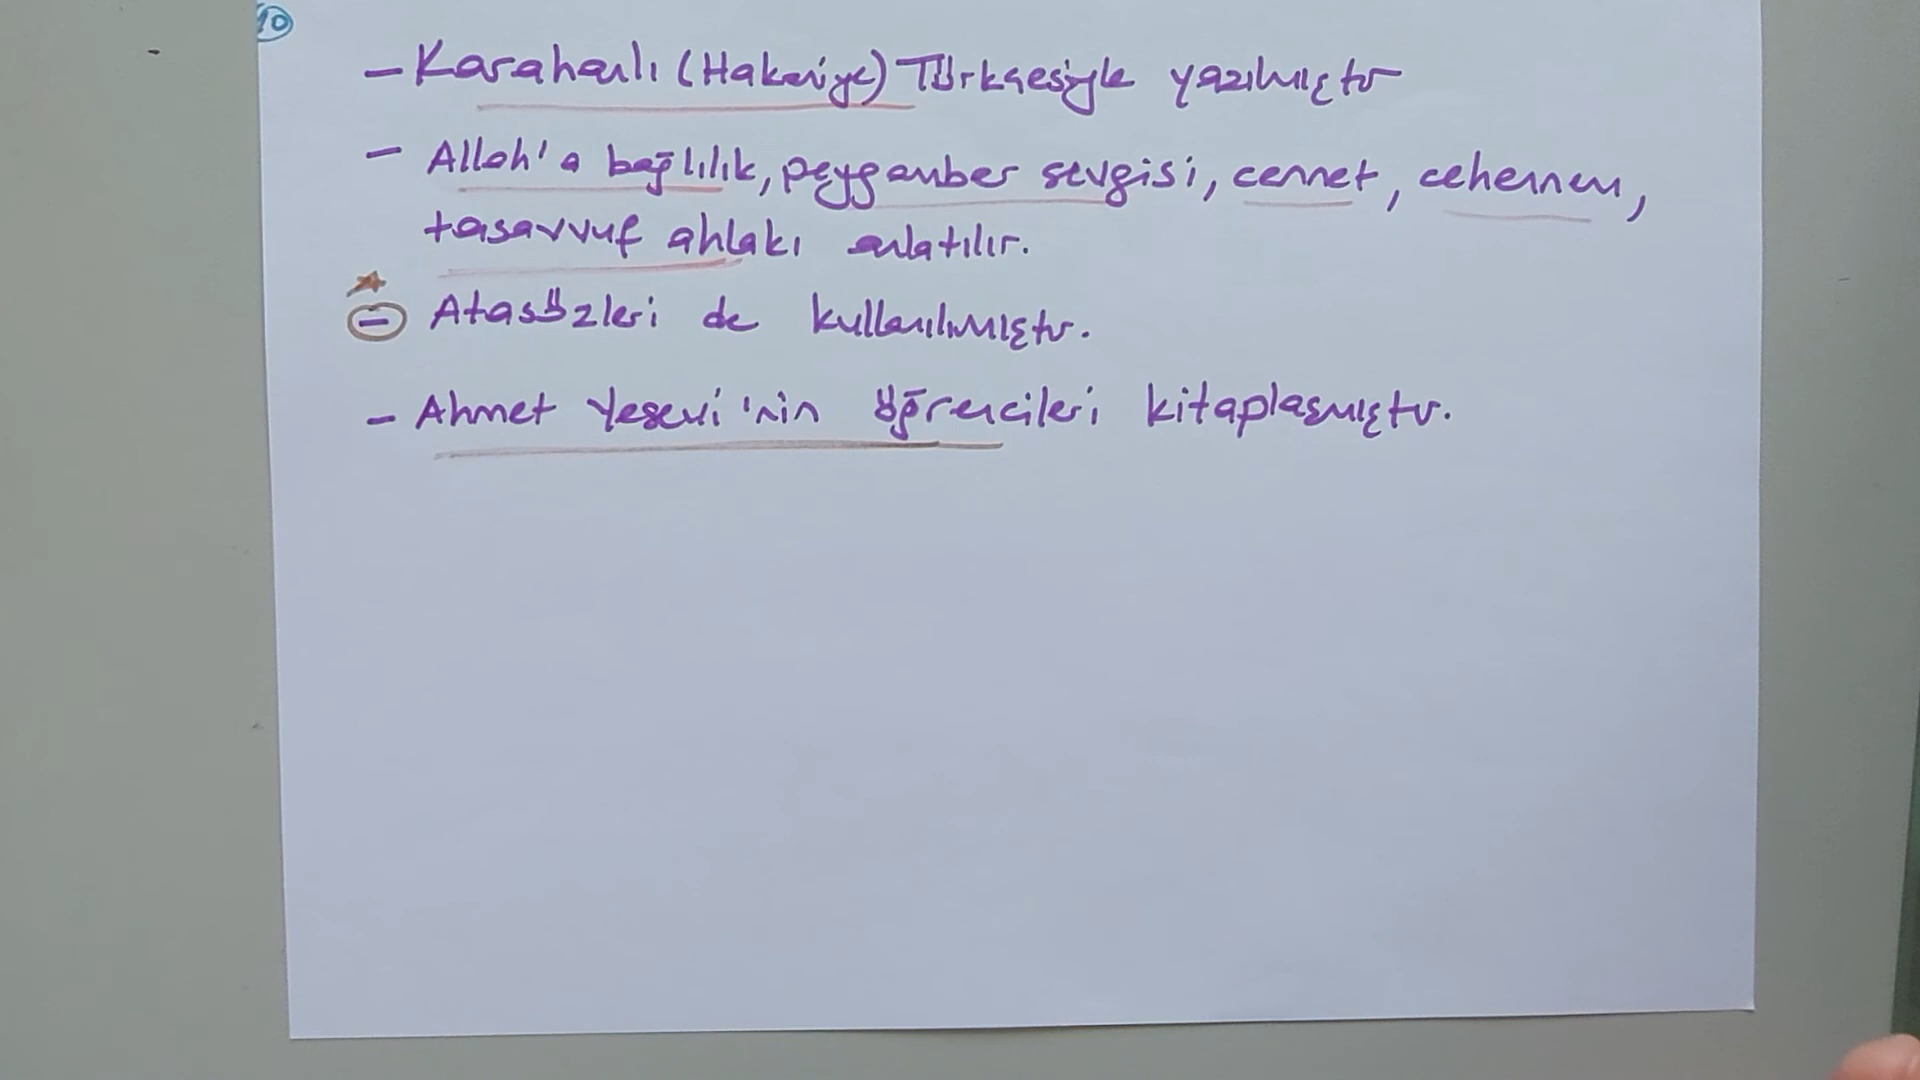 10
- Karahanlı (Hakaniye) Türkçesiyle yazılmıştır
- Allah'a bağlılık, peygamber sevgisi, cennet, cehennem,
tasavvuf ahlakı anlatılır.
- Atasözleri de kullanılmıştır.
- Ahmet Yesevi'nin öğrencileri kitaplaşmıştır.